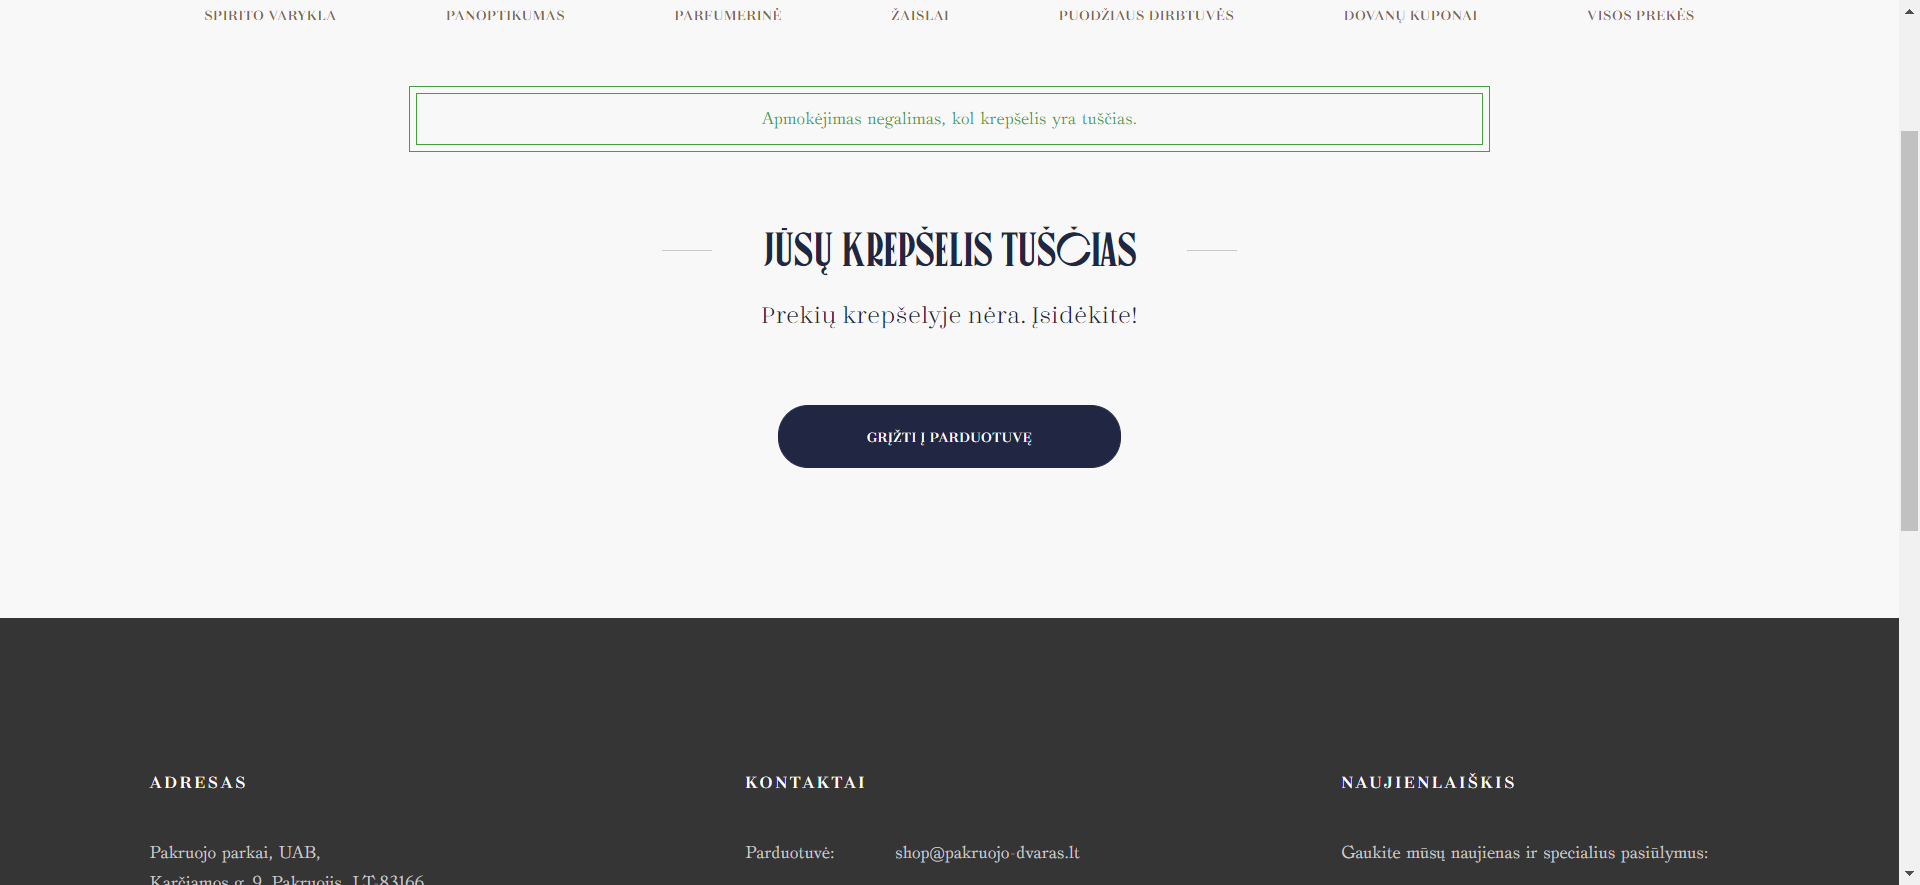 SPIRITO VARYKLA PANOPTIKUMAS PARFUMERINĖ ŽAISLAI PUODŽIAUS DIRBTUVĖS DOVANŲ KUPONAI VISOS PREKĖS
Apmokėjimas negalimas, kol krepšelis yra tuščias.
JŪSŲ KREPŠELIS TUŠČIAS
Prekių krepšelyje nėra. Įsidėkite!
GRĮŽTI Į PARDUOTUVĘ
ADRESAS
Pakruojo parkai, UAB,
Karčiamos g. 9, Pakruojis, LT-83166
KONTAKTAI
Parduotuvė: shop@pakruojo-dvaras.lt
NAUJIENLAIŠKIS
Gaukite mūsų naujienas ir specialius pasiūlymus: